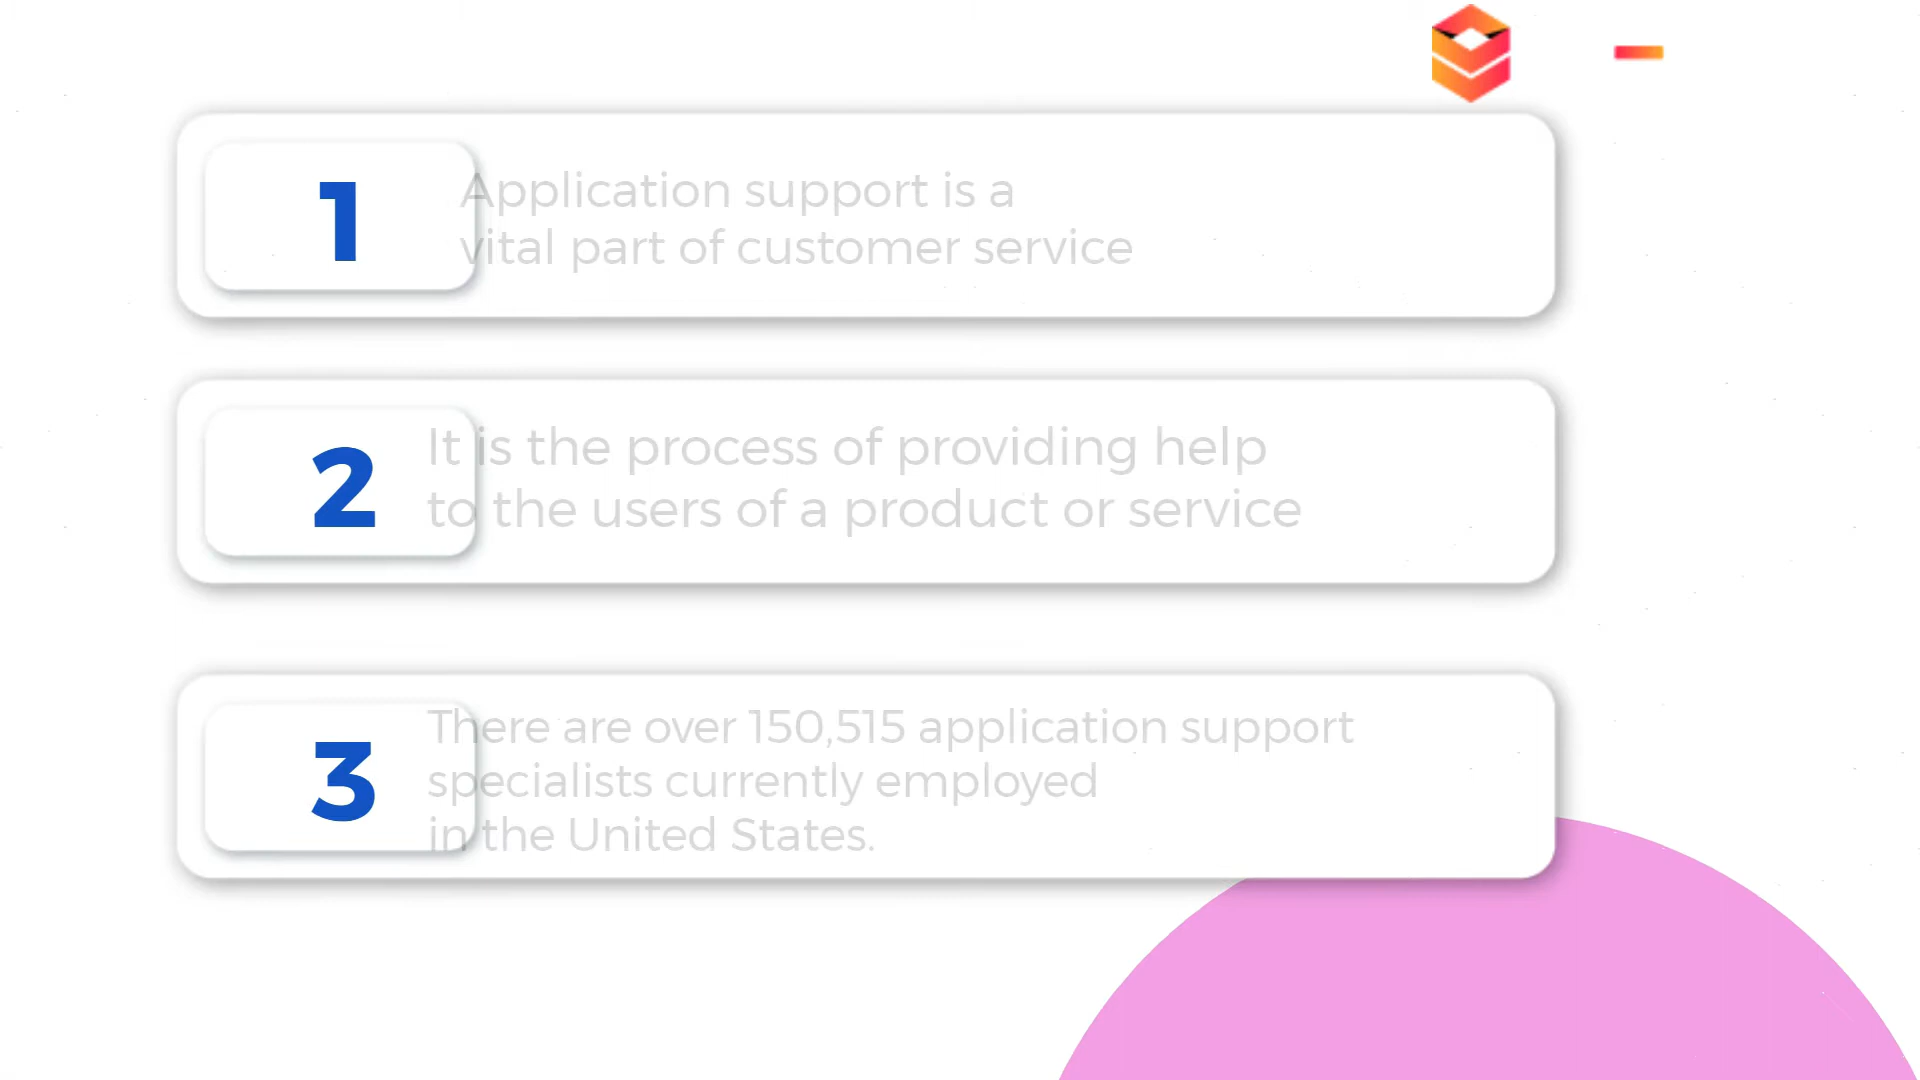 1
Application support is a
vital part of customer service
2
It is the process of providing help
to the users of a product or service
3
There are over 150,515 application support
specialists currently employed
in the United States.